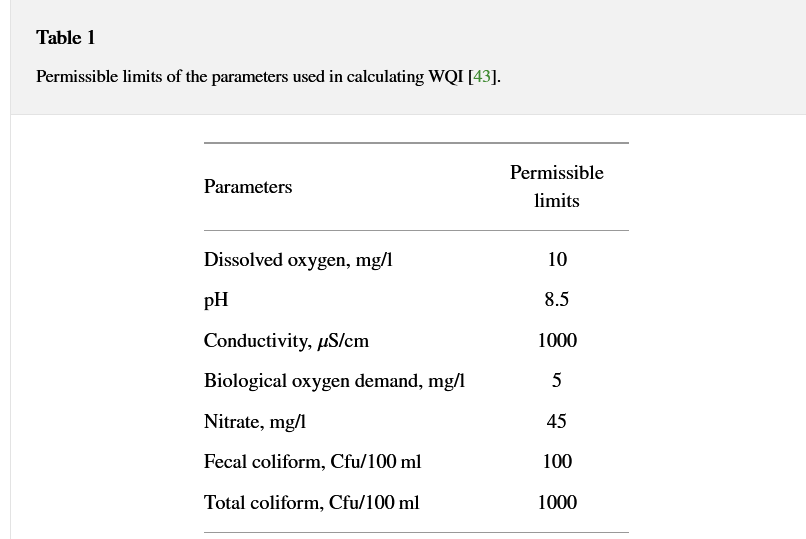 Table 1
Permissible limits of the parameters used in calculating WQI [43].
Parameters
Permissible
limits
Dissolved oxygen, mg/l 10
pH 8.5
Conductivity, μS/cm 1000
Biological oxygen demand, mg/l 5
Nitrate, mg/l 45
Fecal coliform, Cfu/100 ml 100
Total coliform, Cfu/100 ml 1000